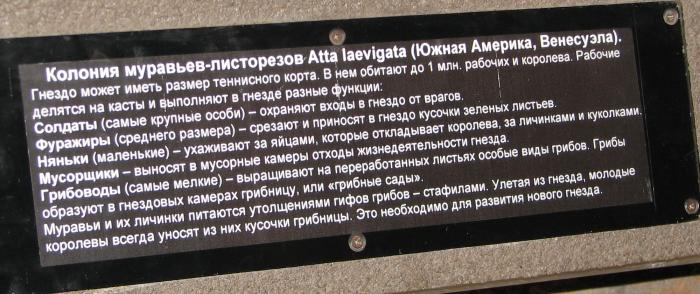 Колония муравьев-листорезов Atta laevigata (Южная Америка, Венесуэла).
Гнездо может иметь размер теннисного корта. В нем обитают до 1 млн. рабочих и королева. Рабочие
делятся на касты и выполняют в гнезде разные функции:
Солдаты (самые крупные особи) – охраняют входы в гнездо от врагов.
Фуражиры (среднего размера) – срезают и приносят в гнездо кусочки зеленых листьев.
Няньки (маленькие) – ухаживают за яйцами, которые откладывает королева, за личинками и куколками.
Мусорщики – выносят в мусорные камеры отходы жизнедеятельности гнезда.
Грибоводы (самые мелкие) – выращивают на переработанных листьях особые виды грибов. Грибы
образуют в гнездовых камерах грибницу, или «грибные сады».
Муравьи и их личинки питаются утолщениями гифов грибов – стафилами. Улетая из гнезда, молодые
королевы всегда уносят из них кусочки грибницы. Это необходимо для развития нового гнезда.